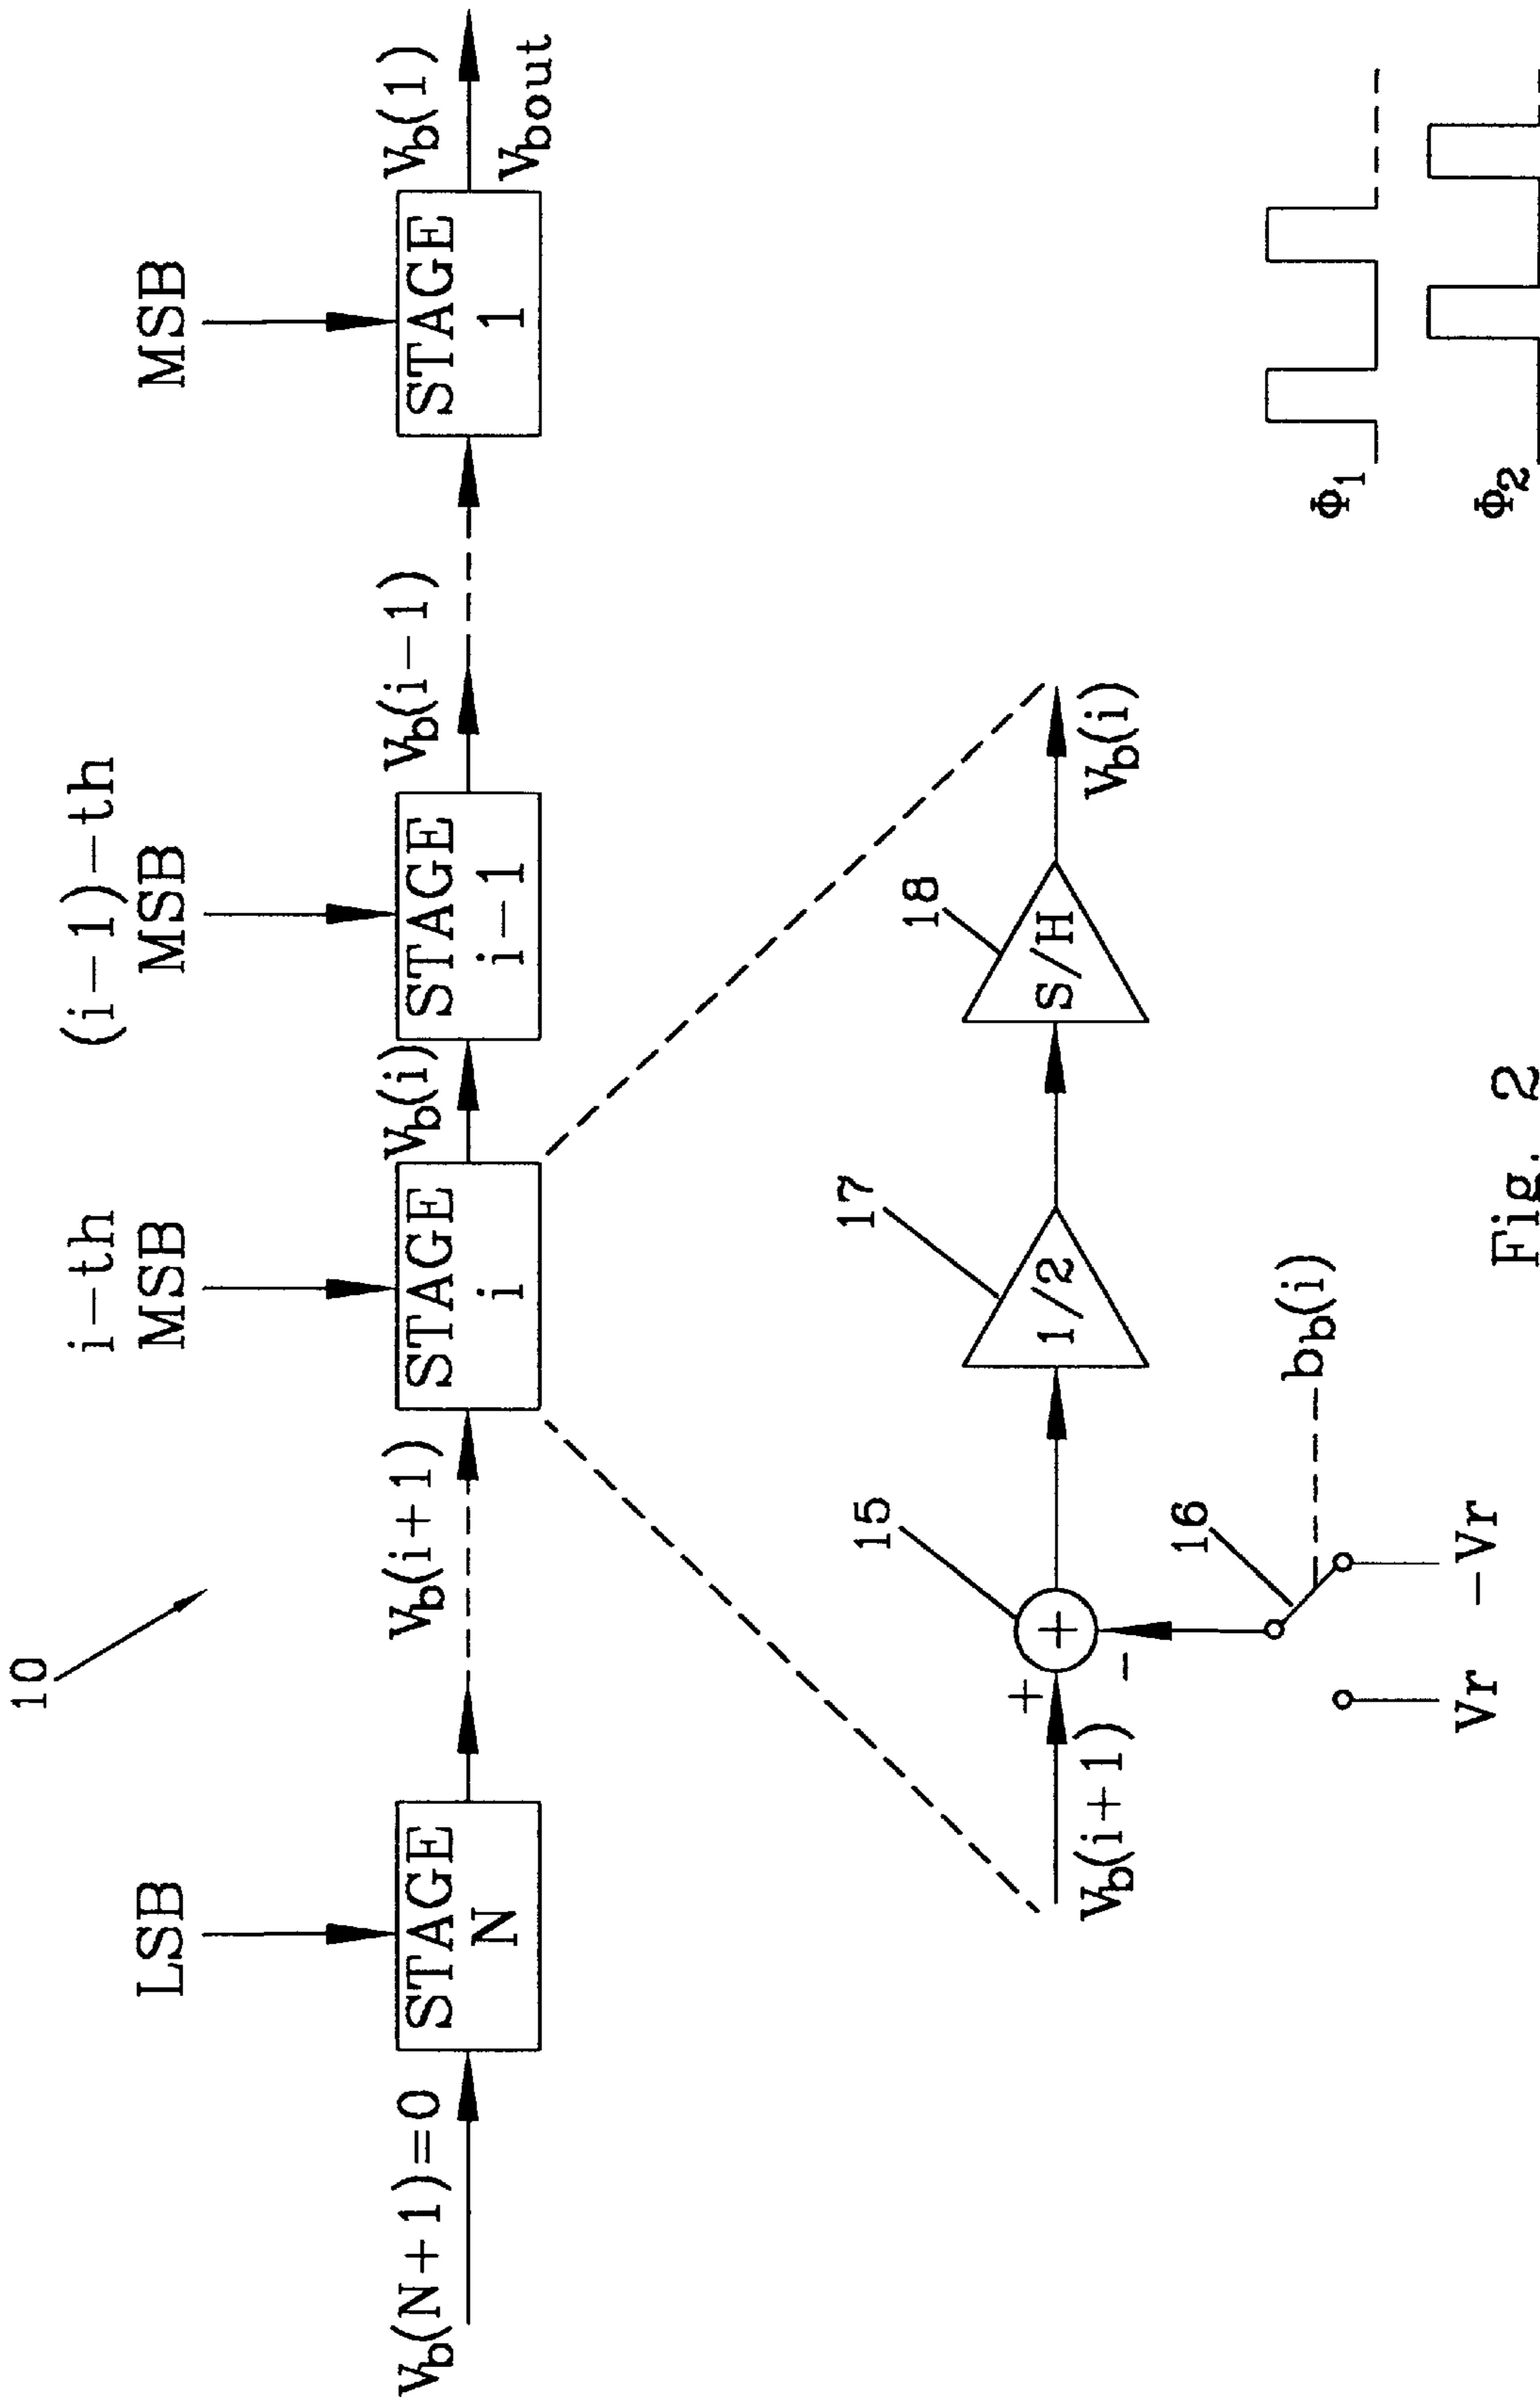 10
LSB
i-th
MSB
(i-1)-th
MSB
MSB
Vb(N+1)=0
STAGE
N
Vb(i+1)
STAGE
i
Vb(i)
STAGE
i-1
Vb(i-1)
STAGE
1
Vb(1)
Vbout
15
17
18
Vb(i+1)
+
+
-
1/2
S/H
Vb(i)
16
bb(i)
Vr
-Vr
Φ1
Φ2
Fig. 2